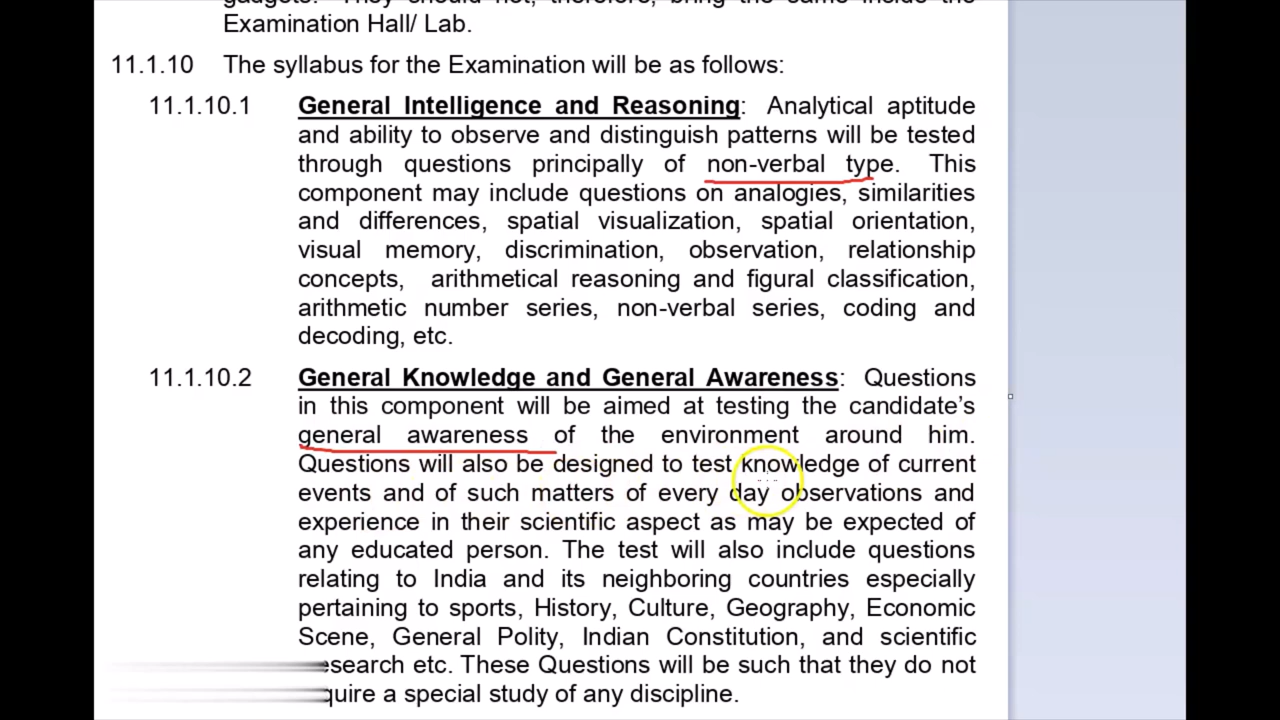 Examination Hall/ Lab.
11.1.10 The syllabus for the Examination will be as follows:
11.1.10.1 General Intelligence and Reasoning: Analytical aptitude
and ability to observe and distinguish patterns will be tested
through questions principally of non-verbal type. This
component may include questions on analogies, similarities
and differences, spatial visualization, spatial orientation,
visual memory, discrimination, observation, relationship
concepts, arithmetical reasoning and figural classification,
arithmetic number series, non-verbal series, coding and
decoding, etc.
11.1.10.2 General Knowledge and General Awareness: Questions
in this component will be aimed at testing the candidate’s
general awareness of the environment around him.
Questions will also be designed to test knowledge of current
events and of such matters of every day observations and
experience in their scientific aspect as may be expected of
any educated person. The test will also include questions
relating to India and its neighboring countries especially
pertaining to sports, History, Culture, Geography, Economic
Scene, General Polity, Indian Constitution, and scientific
esearch etc. These Questions will be such that they do not
quire a special study of any discipline.